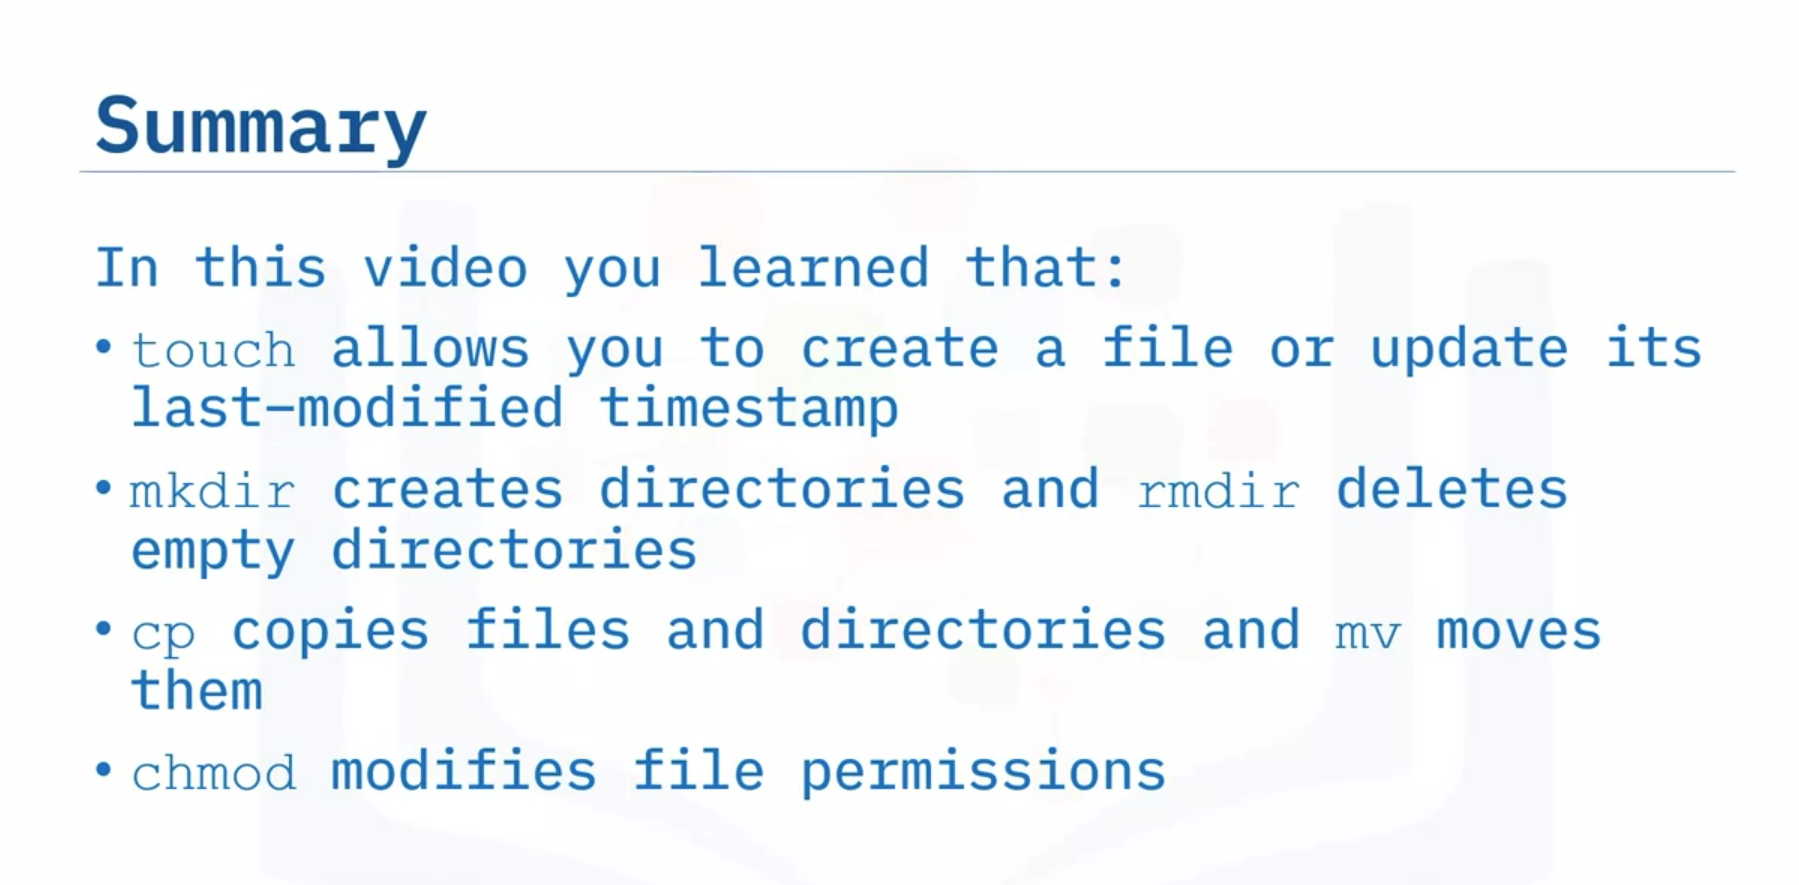 Summary
In this video you learned that:
• touch allows you to create a file or update its
last-modified timestamp
• mkdir creates directories and rmdir deletes
empty directories
• cp copies files and directories and mv moves
them
• chmod modifies file permissions